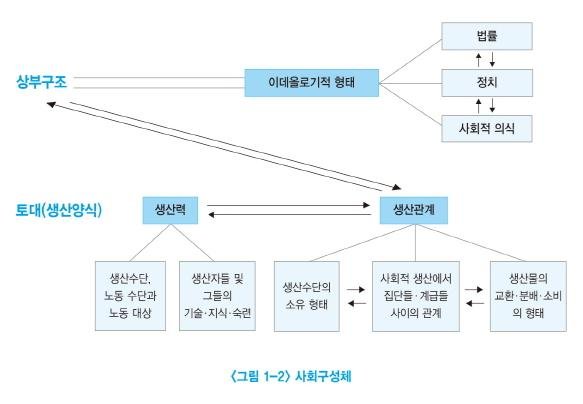 법률
상부구조
이데올로기적 형태
정치
사회적 의식
토대(생산양식)
생산력
생산관계
생산수단,
노동 수단과
노동 대상
생산자들 및
그들의
기술·지식·숙련
생산수단의
소유 형태
사회적 생산에서
집단들·계급들
사이의 관계
생산물의
교환·분배·소비
의 형태
〈그림 1-2〉 사회구성체